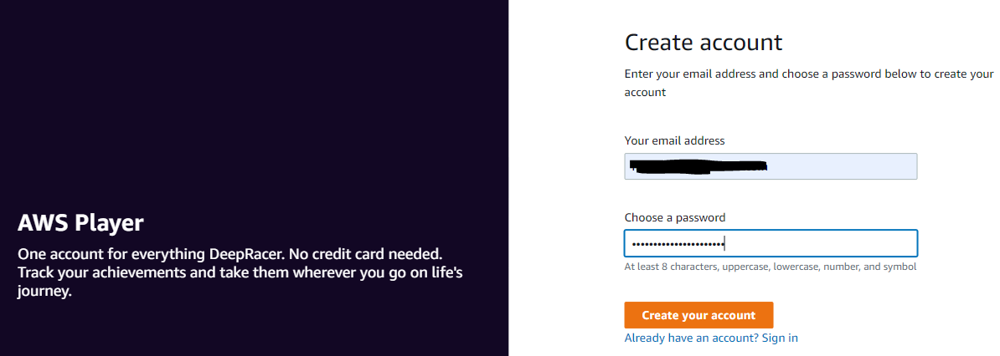 AWS Player
One account for everything DeepRacer. No credit card needed.
Track your achievements and take them wherever you go on life's
journey.
Create account
Enter your email address and choose a password below to create your
account
Your email address
Choose a password
••••••••••••••••••••••
At least 8 characters, uppercase, lowercase, number, and symbol
Create your account
Already have an account? Sign in